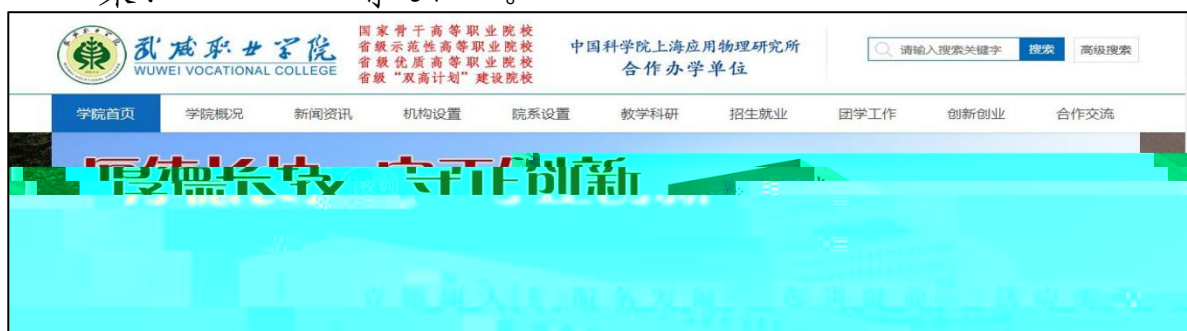 武威职业学院
WUWEI VOCATIONAL COLLEGE
国家骨干高等职业院校
省级示范性高等职业院校
省级优质高等职业院校
省级“双高计划”建设院校
中国科学院上海应用物理研究所
合作办学单位
请输入搜索关键字 搜索 高级搜索
学院首页 学院概况 新闻资讯 机构设置 院系设置 教学科研 招生就业 团学工作 创新创业 合作交流
厚德长技 守正创新